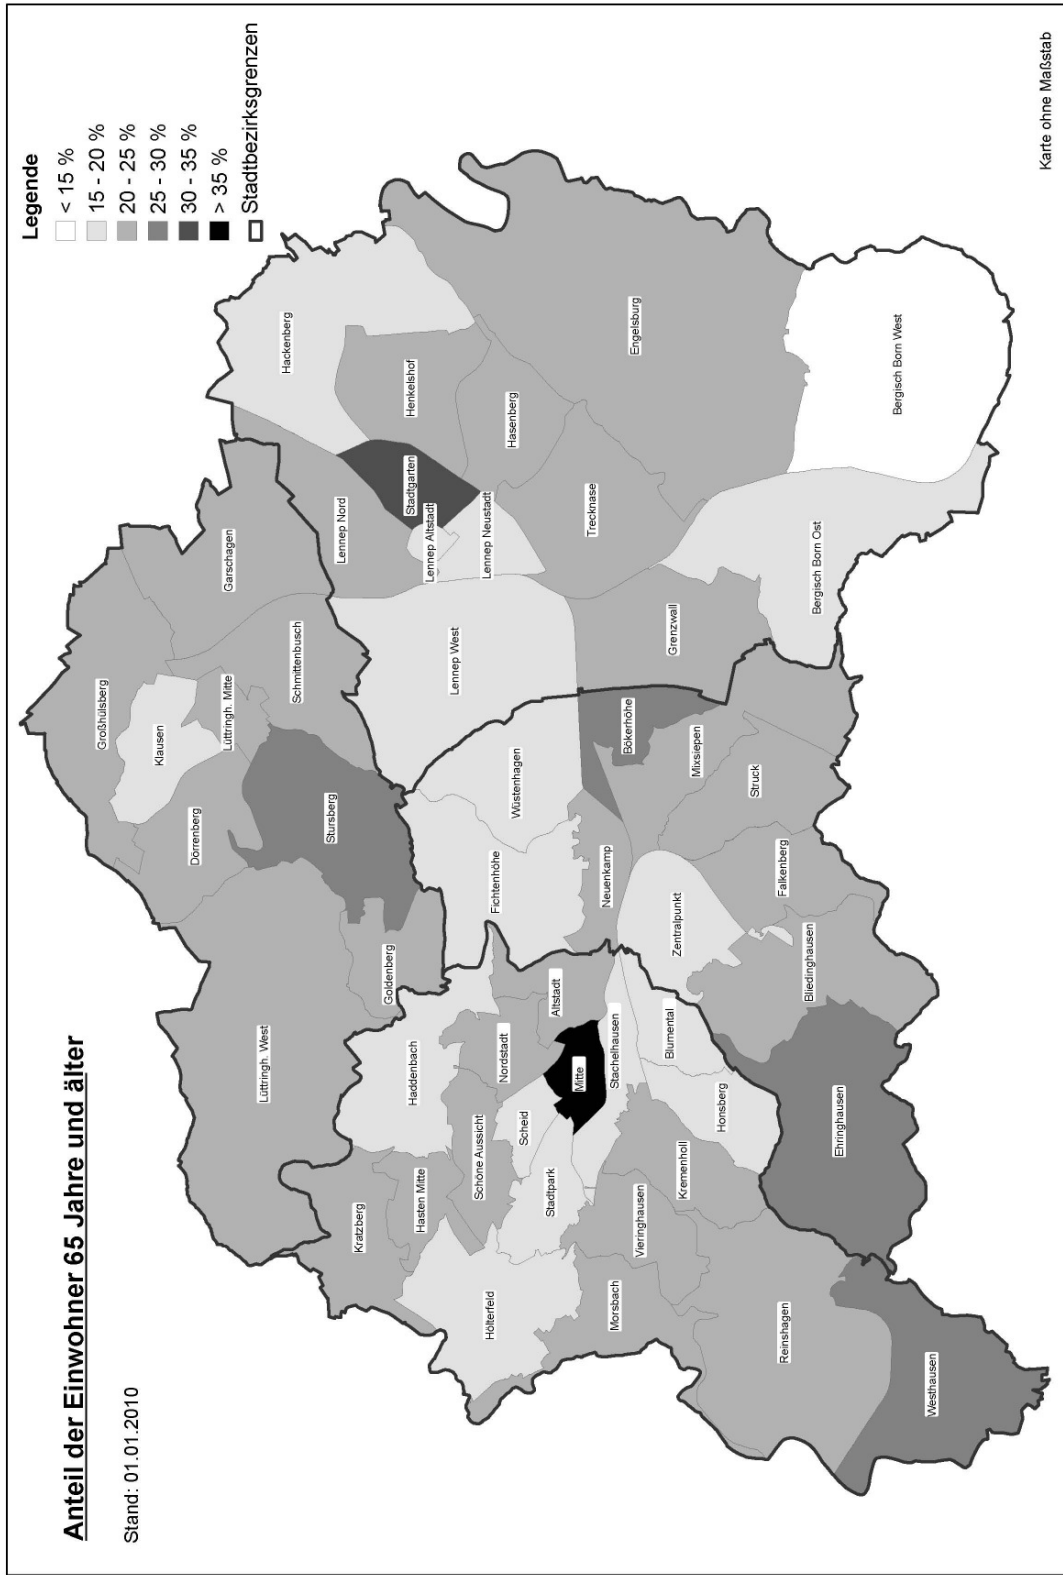 Anteil der Einwohner 65 Jahre und älter
Stand: 01.01.2010
Legende
< 15 %
15 - 20 %
20 - 25 %
25 - 30 %
30 - 35 %
> 35 %
Stadtbezirksgrenzen
Großhülsberg
Garschagen
Klausen
Lüttringh. Mitte
Dörrenberg
Schmittenbusch
Stursberg
Lüttringh. West
Goldenberg
Hackenberg
Lennep Nord
Henkelshof
Stadtgarten
Lennep Altstadt
Lennep Neustadt
Hasenberg
Lennep West
Trecknase
Engelsburg
Grenzwall
Bergisch Born Ost
Bergisch Born West
Kratzberg
Haddenbach
Hasten Mitte
Schöne Aussicht
Nordstadt
Hölterfeld
Scheid
Stadtpark
Altstadt
Mitte
Stachelhausen
Morsbach
Vieringhausen
Kremenholl
Blumental
Honsberg
Reinshagen
Westhausen
Fichtenhöhe
Wüstenhagen
Neuenkamp
Bökerhöhe
Mixsiepen
Zentralpunkt
Struck
Falkenberg
Bliedinghausen
Ehringhausen
Karte ohne Maßstab